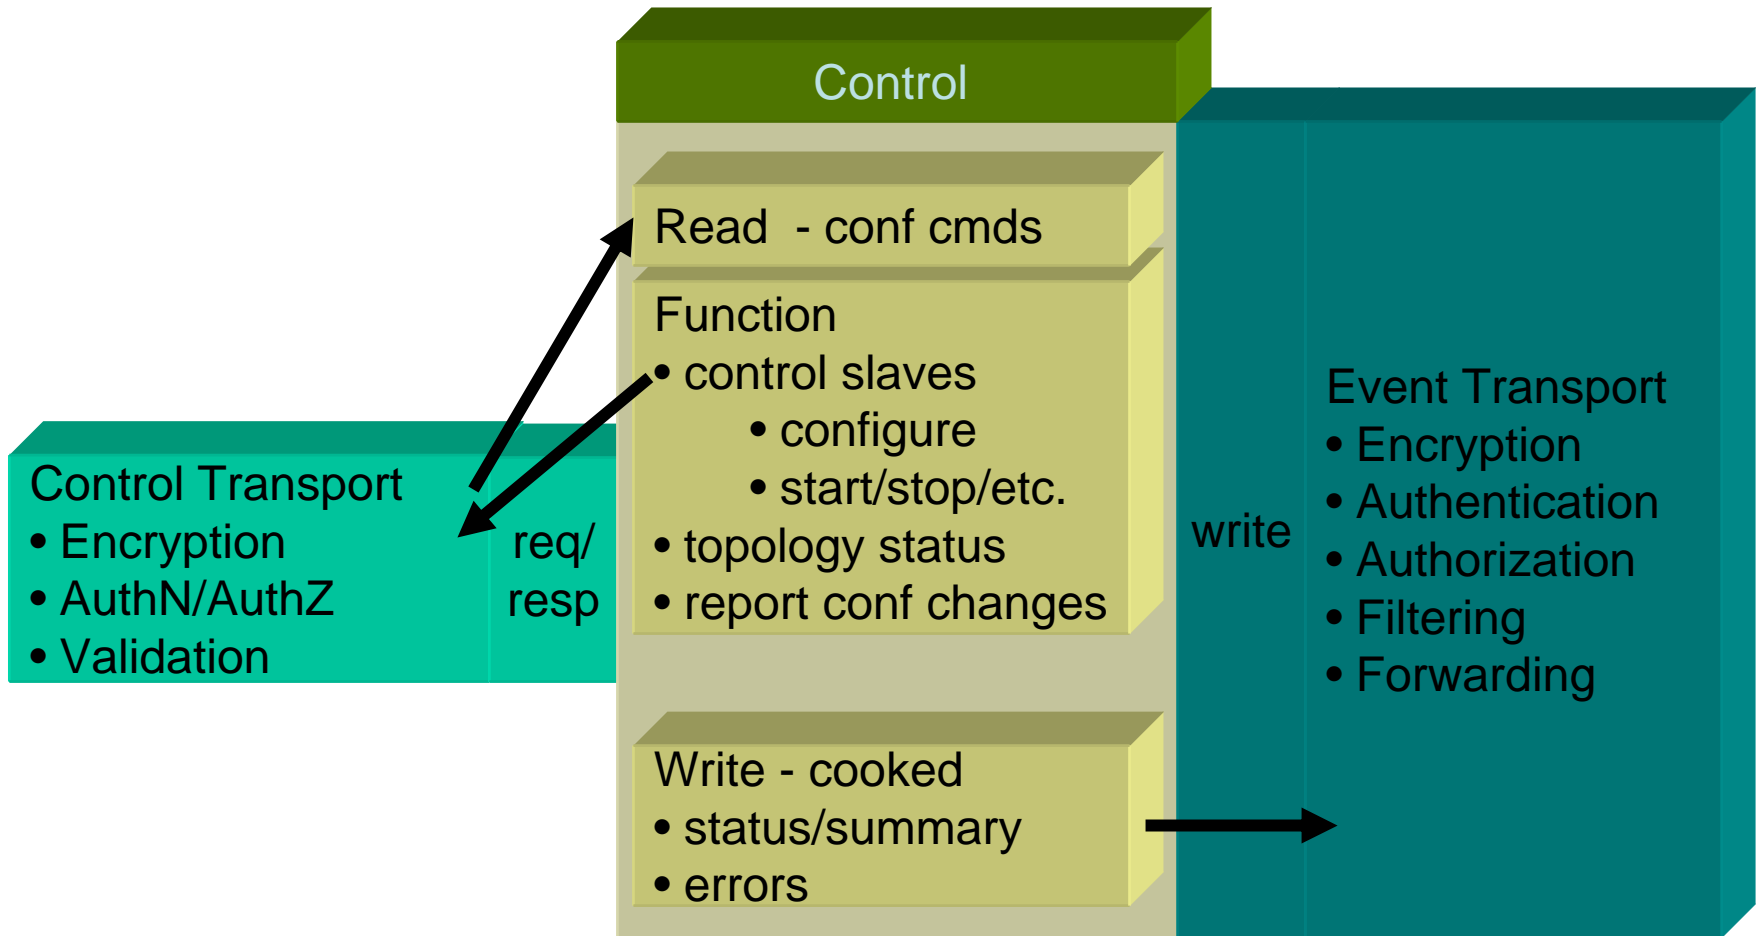 Control
Read - conf cmds
Function
• control slaves
• configure
• start/stop/etc.
• topology status
• report conf changes
Write - cooked
• status/summary
• errors
Control Transport
• Encryption
• AuthN/AuthZ
• Validation
req/
resp
write
Event Transport
• Encryption
• Authentication
• Authorization
• Filtering
• Forwarding